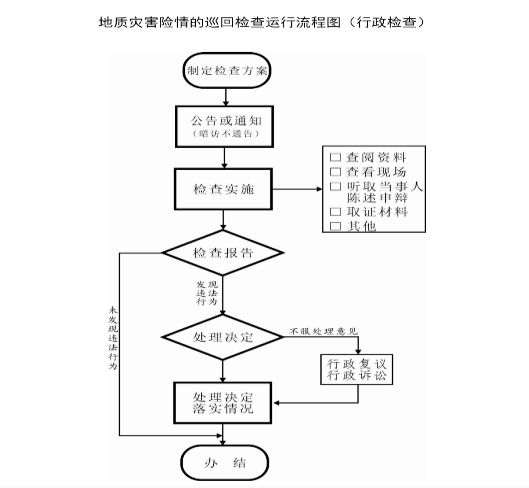 地质灾害险情的巡回检查运行流程图（行政检查）
制定检查方案
公告或通知
（暗访不通告）
检查实施
□ 查阅资料
□ 查看现场
□ 听取当事人
陈述申辩
□ 取证材料
□ 其他
检查报告
发现
违法
行为
未发现违法行为
处理决定
不服处理意见
行政复议
行政诉讼
处理决定
落实情况
办 结